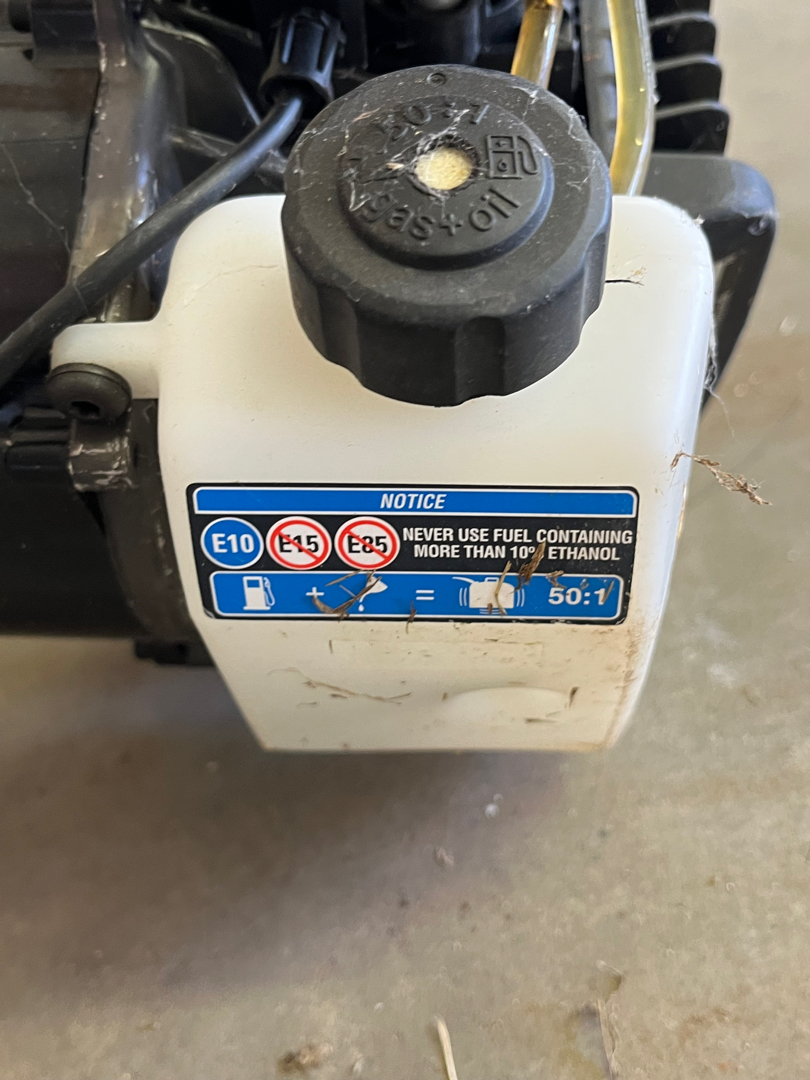 50:1
gas+oil
NOTICE
E10 E15 E85 NEVER USE FUEL CONTAINING
MORE THAN 10% ETHANOL
+ = 50:1